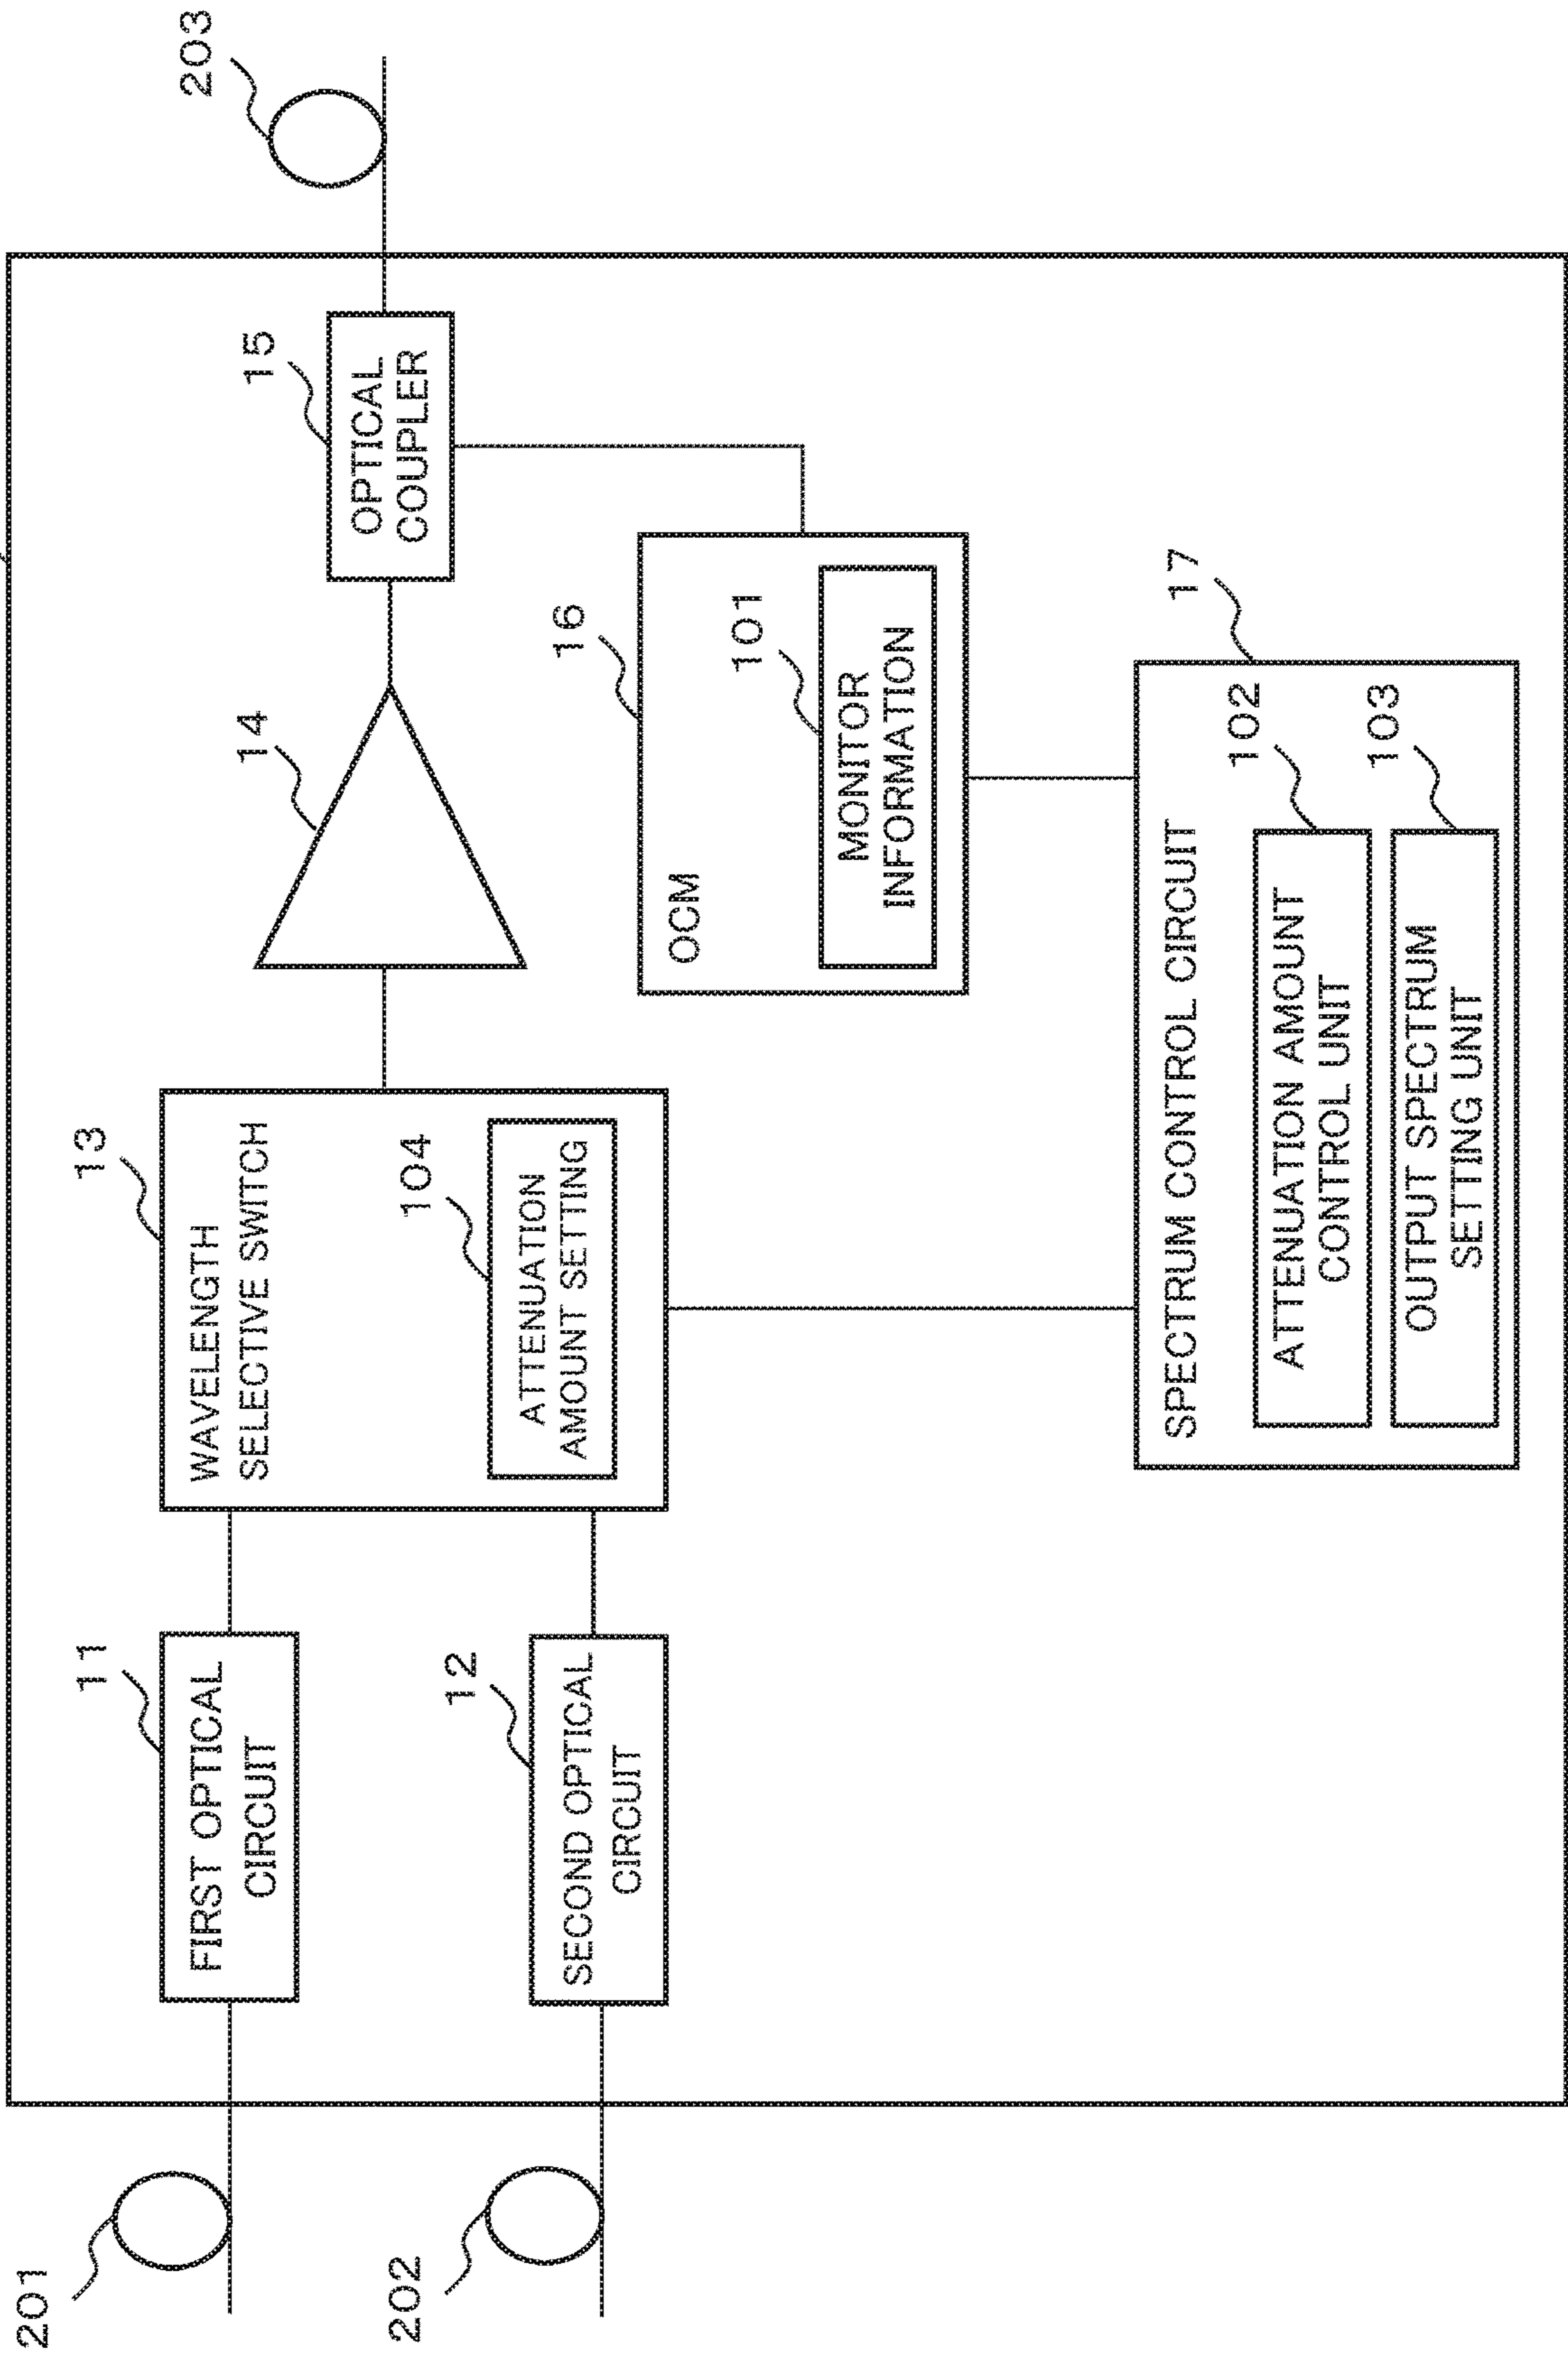 201
202
203
11
FIRST OPTICAL
CIRCUIT
12
SECOND OPTICAL
CIRCUIT
13
WAVELENGTH
SELECTIVE SWITCH
104
ATTENUATION
AMOUNT SETTING
14
15
OPTICAL
COUPLER
16
OCM
101
MONITOR
INFORMATION
17
SPECTRUM CONTROL CIRCUIT
102
ATTENUATION AMOUNT
CONTROL UNIT
103
OUTPUT SPECTRUM
SETTING UNIT